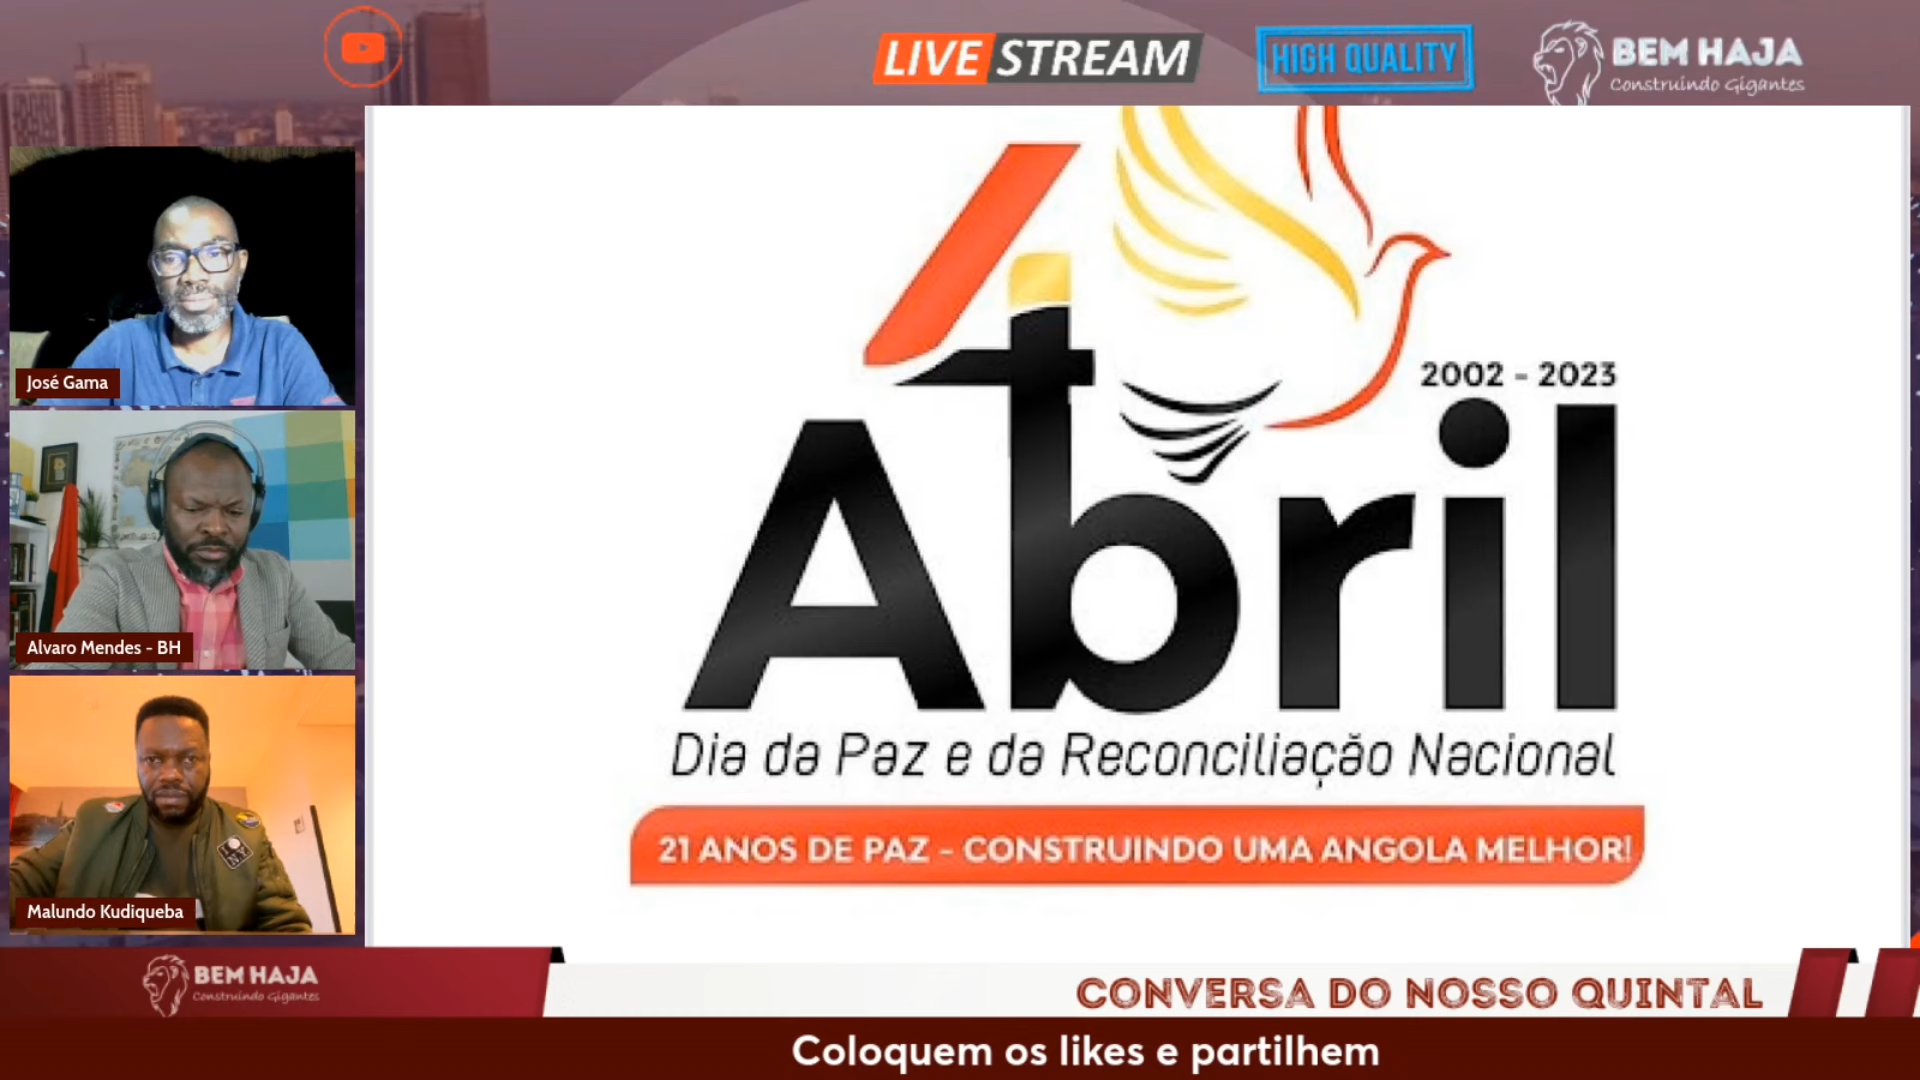 LIVE STREAM
HIGH QUALITY
BEM HAJA
Construindo Gigantes
José Gama
Alvaro Mendes - BH
Malundo Kudiqueba
I NY
4
2002 - 2023
Abril
Dia da Paz e da Reconciliação Nacional
21 ANOS DE PAZ - CONSTRUINDO UMA ANGOLA MELHOR!
BEM HAJA
Construindo Gigantes
CONVERSA DO NOSSO QUINTAL
Coloquem os likes e partilhem